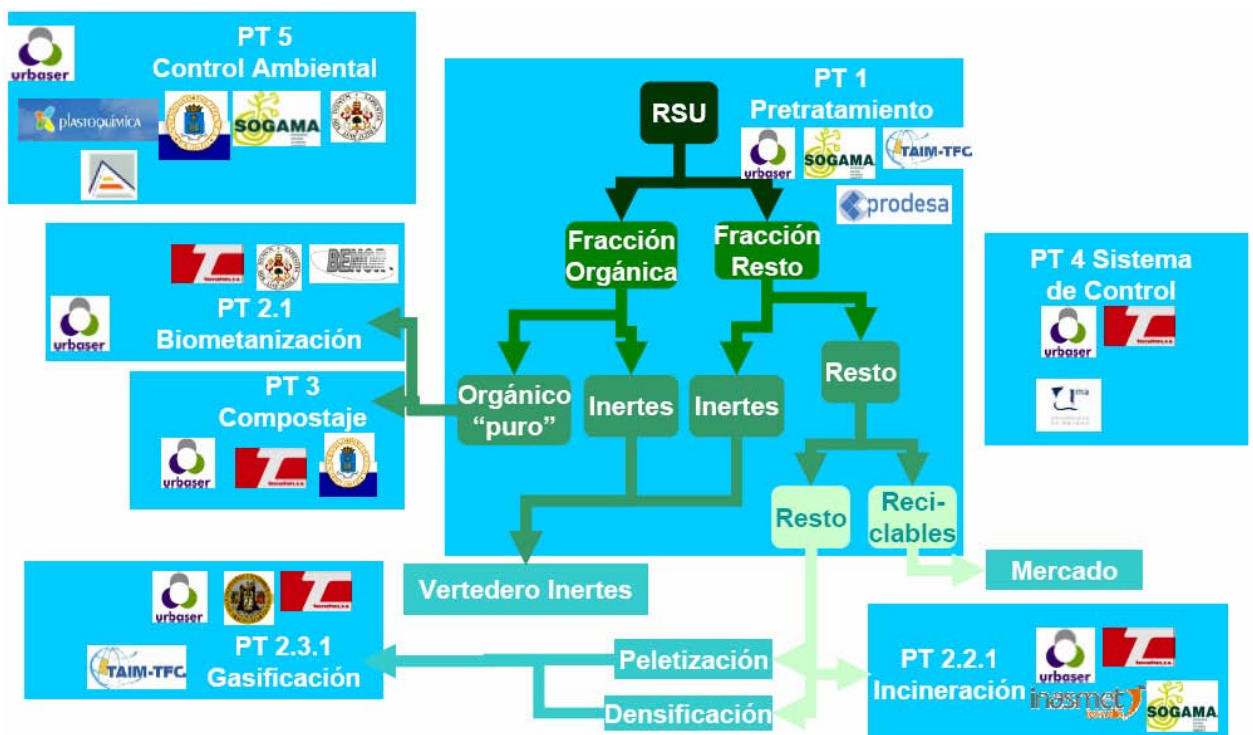 PT 5
Control Ambiental
urbaser
plastoquímica
SOGAMA
PT 1
Pretratamiento
RSU
urbaser
SOGAMA
TAIM-TFC
prodesa
Fracción
Orgánica
Fracción
Resto
BENOR
PT 2.1
Biometanización
urbaser
PT 4 Sistema
de Control
urbaser
PT 3
Compostaje
urbaser
Orgánico
“puro”
Inertes
Inertes
Resto
Resto
Reci-
clables
Vertedero Inertes
Mercado
urbaser
TAIM-TFC
PT 2.3.1
Gasificación
Peletización
Densificación
PT 2.2.1
Incineración
urbaser
inasmet
SOGAMA